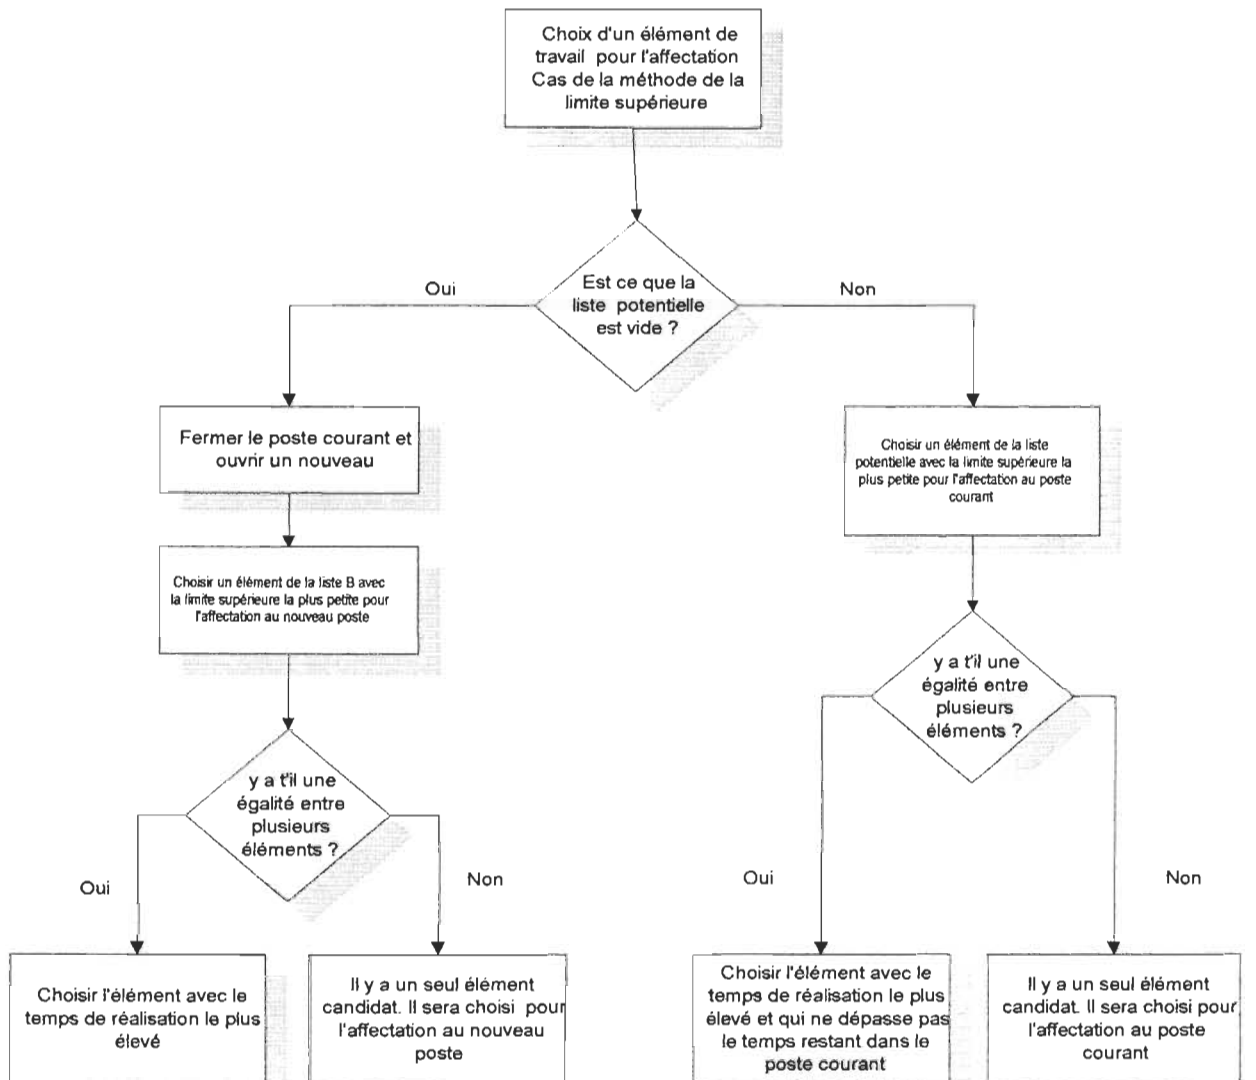 Choix d'un élément de
travail pour l'affectation
Cas de la méthode de la
limite supérieure
Est ce que la
liste potentielle
est vide ?
Oui
Non
Fermer le poste courant et
ouvrir un nouveau
Choisir un élément de la liste
potentielle avec la limite supérieure la
plus petite pour l'affectation au poste
courant
Choisir un élément de la liste B avec
la limite supérieure la plus petite pour
l'affectation au nouveau poste
y a t'il une
égalité entre
plusieurs
éléments ?
y a t'il une
égalité entre
plusieurs
éléments ?
Oui
Non
Oui
Non
Choisir l'élément avec le
temps de réalisation le plus
élevé
Il y a un seul élément
candidat. Il sera choisi pour
l'affectation au nouveau
poste
Choisir l'élément avec le
temps de réalisation le plus
élevé et qui ne dépasse pas
le temps restant dans le
poste courant
Il y a un seul élément
candidat. Il sera choisi pour
l'affectation au poste
courant